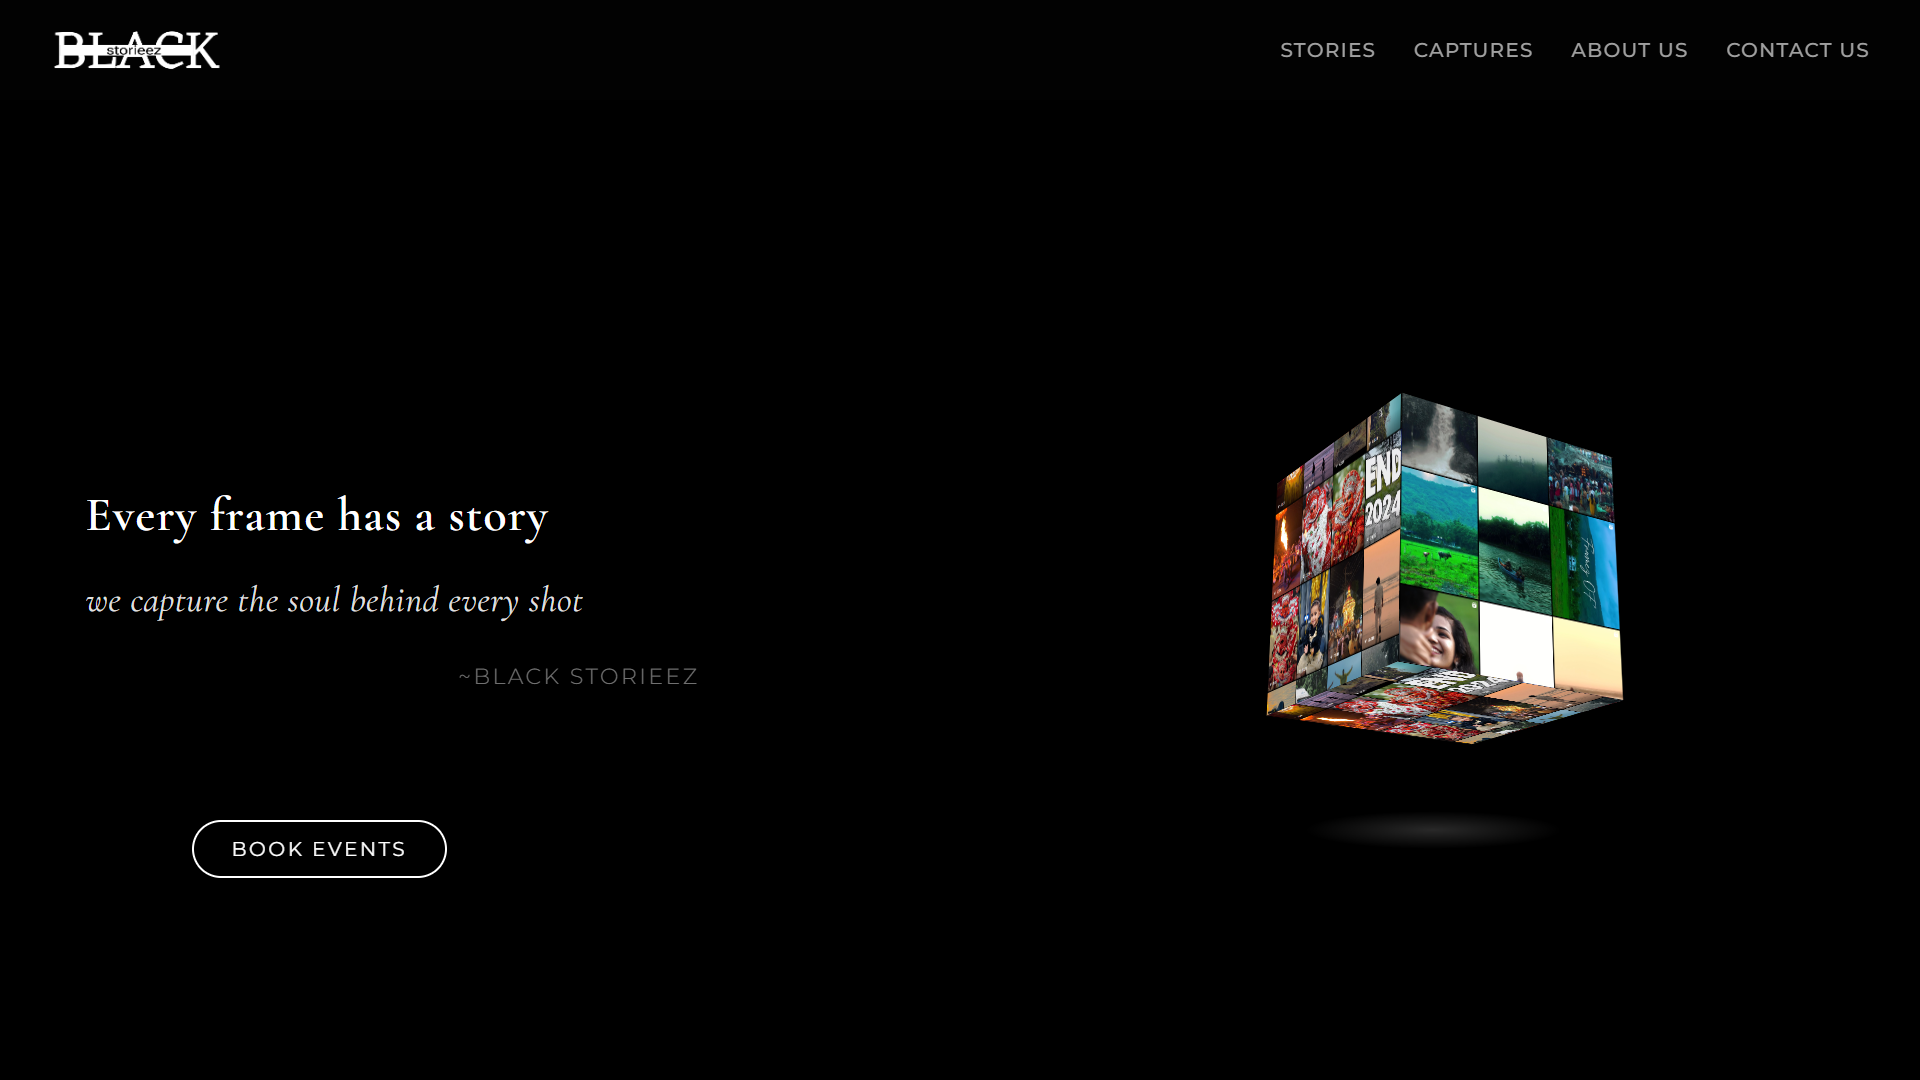 BLACK
storieez
STORIES CAPTURES ABOUT US CONTACT US
Every frame has a story
we capture the soul behind every shot
~BLACK STORIEEZ
BOOK EVENTS
END
2024